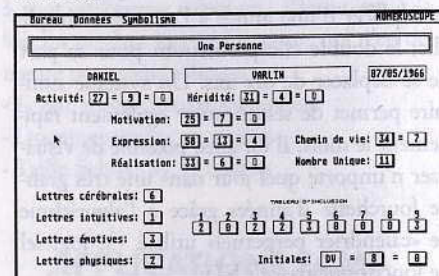 Bureau Données Symbolisme NUMEROSCOPE
Une Personne
DANIEL VARLIN 07/05/1966
Activité: 27 = 9 = 0 Hérédité: 31 = 4 = 0
Motivation: 25 = 7 = 0
Expression: 58 = 13 = 4 Chemin de vie: 34 = 7
Réalisation: 33 = 6 = 0 Nombre Unique: 11
Lettres cérébrales: 6
TABLEAU D'INCLUSION
Lettres intuitives: 1 1 2 3 4 5 6 7 8 9
Lettres émotives: 3 2 0 2 2 3 0 0 0 3
Lettres physiques: 2 Initiales: DV = 8 = 0